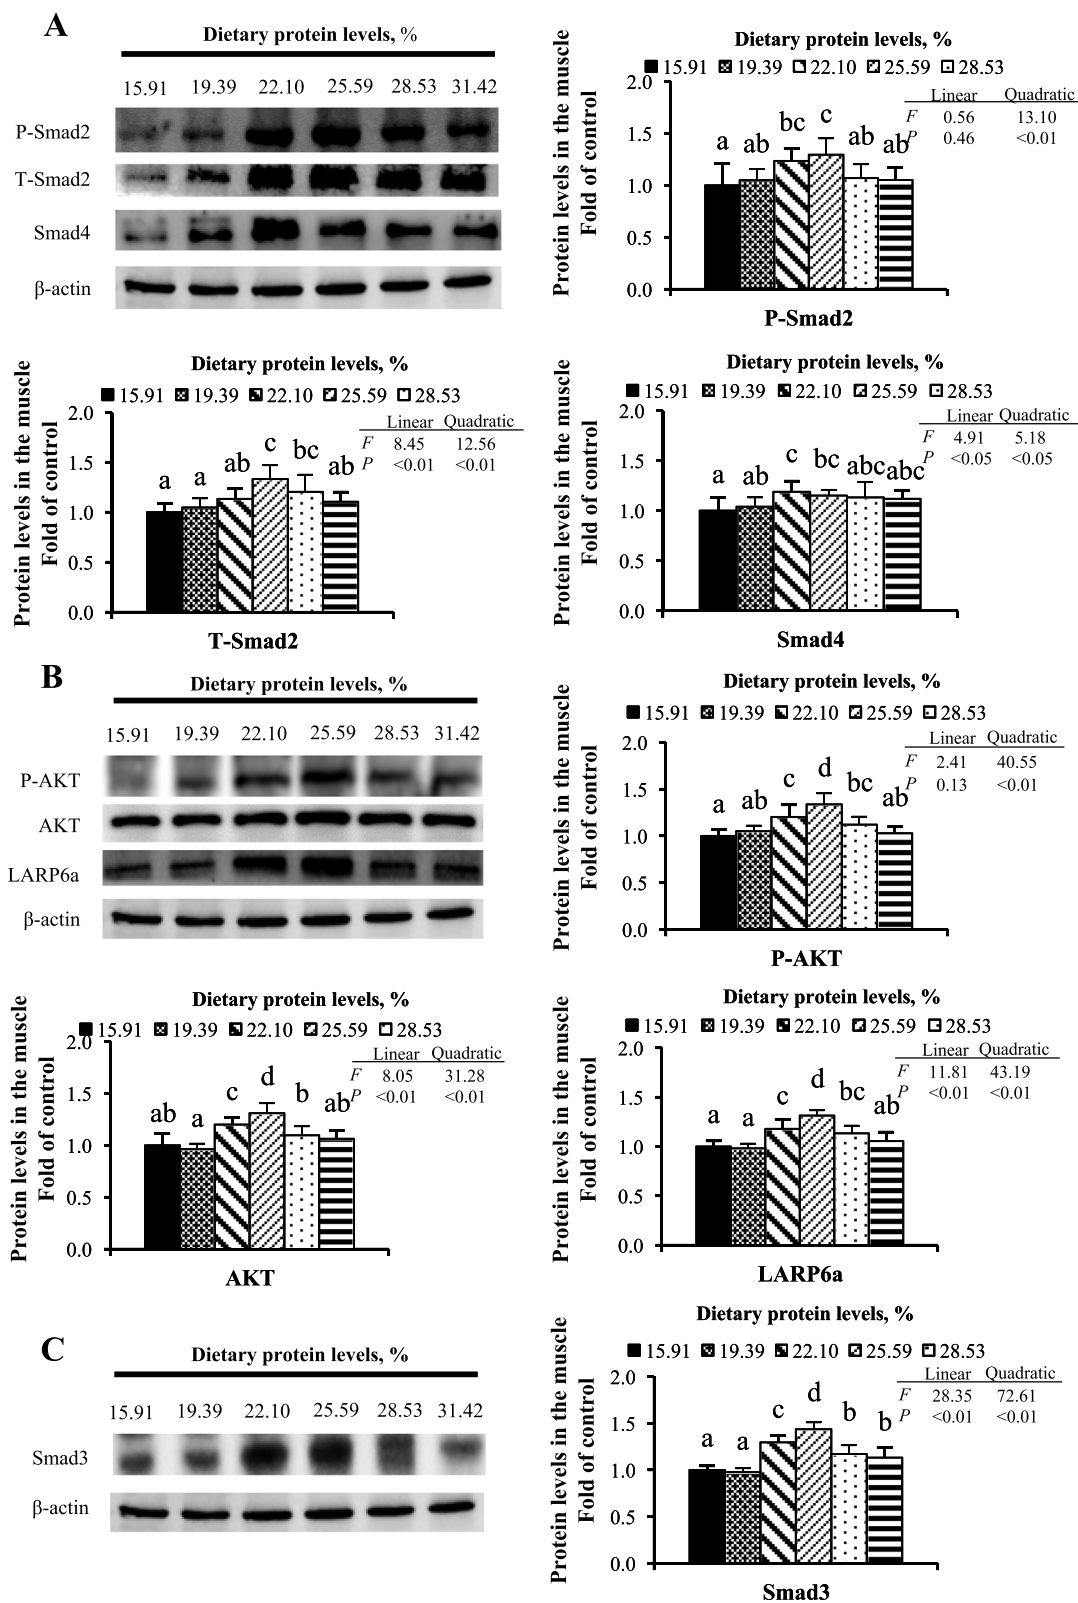 A
Dietary protein levels, %
15.91 19.39 22.10 25.59 28.53 31.42
P-Smad2
T-Smad2
Smad4
β-actin
Dietary protein levels, %
15.91 19.39 22.10 25.59 28.53
Linear Quadratic
F 0.56 13.10
P 0.46 <0.01
Protein levels in the muscle
Fold of control
2.0
1.5
1.0
0.5
0.0
a ab bc c ab ab
P-Smad2
Dietary protein levels, %
15.91 19.39 22.10 25.59 28.53
Linear Quadratic
F 8.45 12.56
P <0.01 <0.01
Protein levels in the muscle
Fold of control
2.0
1.5
1.0
0.5
0.0
a a ab c bc ab
T-Smad2
Dietary protein levels, %
15.91 19.39 22.10 25.59 28.53
Linear Quadratic
F 4.91 5.18
P <0.05 <0.05
Protein levels in the muscle
Fold of control
2.0
1.5
1.0
0.5
0.0
a ab c bc abc abc
Smad4
B
Dietary protein levels, %
15.91 19.39 22.10 25.59 28.53 31.42
P-AKT
AKT
LARP6a
β-actin
Dietary protein levels, %
15.91 19.39 22.10 25.59 28.53
Linear Quadratic
F 2.41 40.55
P 0.13 <0.01
Protein levels in the muscle
Fold of control
2.0
1.5
1.0
0.5
0.0
a ab c d bc ab
P-AKT
Dietary protein levels, %
15.91 19.39 22.10 25.59 28.53
Linear Quadratic
F 8.05 31.28
P <0.01 <0.01
Protein levels in the muscle
Fold of control
2.0
1.5
1.0
0.5
0.0
ab a c d b ab
AKT
Dietary protein levels, %
15.91 19.39 22.10 25.59 28.53
Linear Quadratic
F 11.81 43.19
P <0.01 <0.01
Protein levels in the muscle
Fold of control
2.0
1.5
1.0
0.5
0.0
a a c d bc ab
LARP6a
C
Dietary protein levels, %
15.91 19.39 22.10 25.59 28.53 31.42
Smad3
β-actin
Dietary protein levels, %
15.91 19.39 22.10 25.59 28.53
Linear Quadratic
F 28.35 72.61
P <0.01 <0.01
Protein levels in the muscle
Fold of control
2.0
1.5
1.0
0.5
0.0
a a c d b b
Smad3